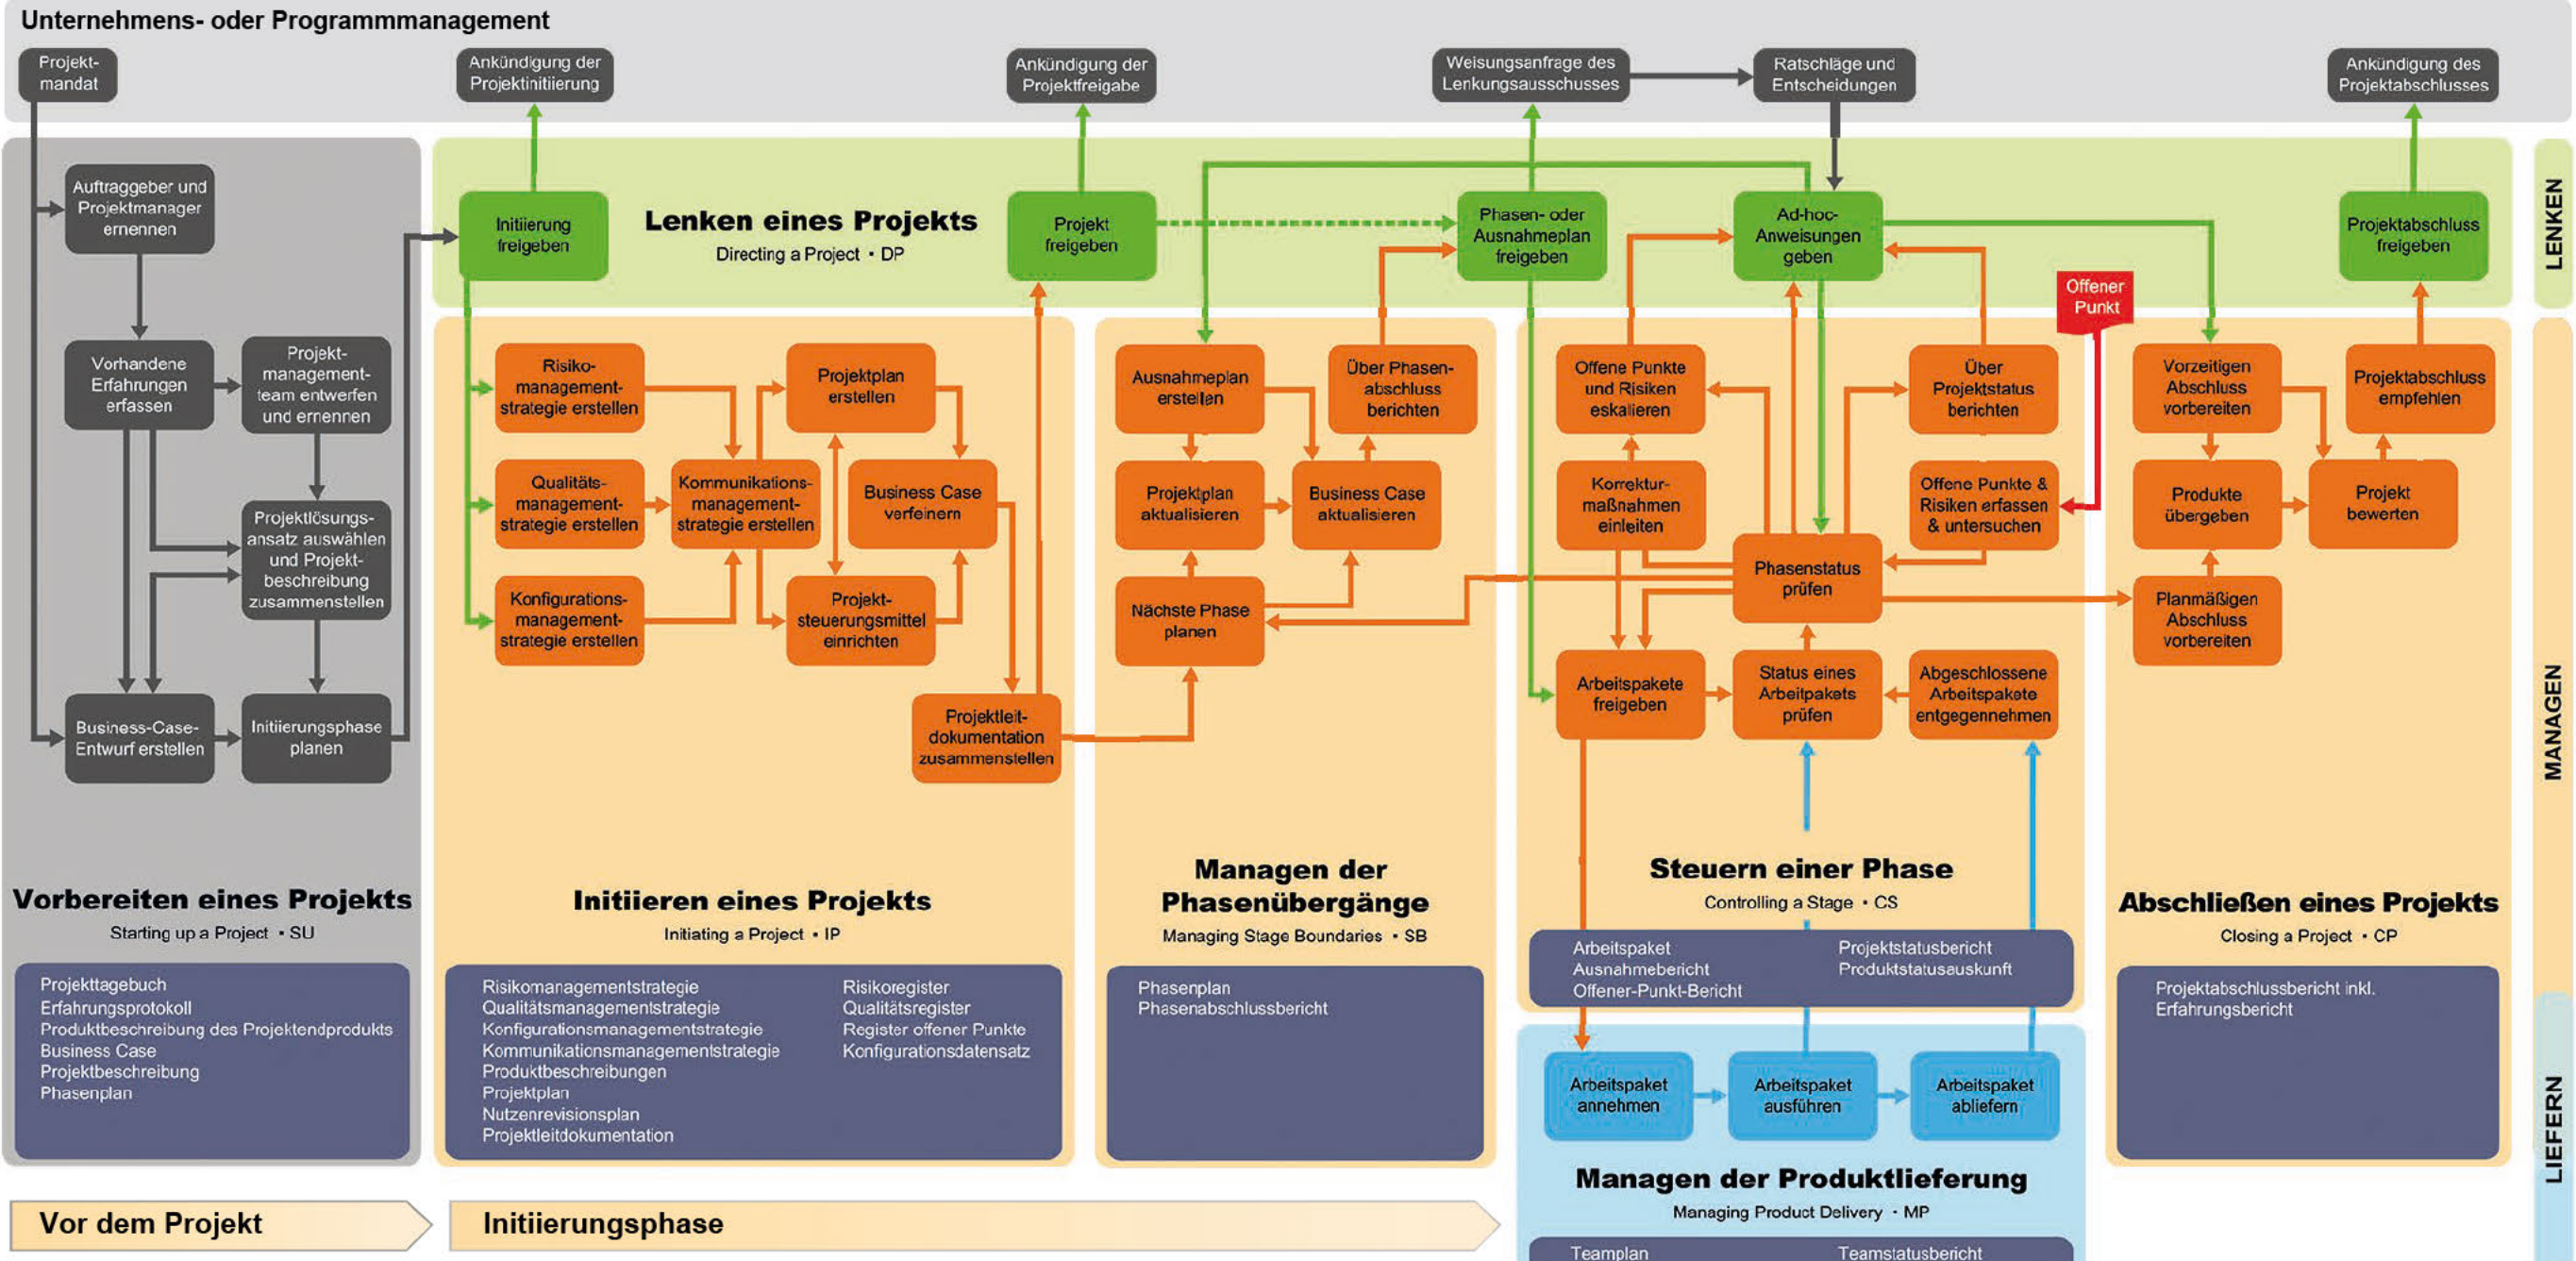 Unternehmens- oder Programmmanagement
Projekt-
mandat
Ankündigung der
Projektinitiierung
Ankündigung der
Projektfreigabe
Weisungsanfrage des
Lenkungsausschusses
Ratschläge und
Entscheidungen
Ankündigung des
Projektabschlusses
Auftraggeber und
Projektmanager
ernennen
Vorhandene
Erfahrungen
erfassen
Projekt-
management-
team entwerfen
und ernennen
Projektlösungs-
ansatz auswählen
und Projekt-
beschreibung
zusammenstellen
Business-Case-
Entwurf erstellen
Initiierungsphase
planen
Vorbereiten eines Projekts
Starting up a Project • SU
Projekttagebuch
Erfahrungsprotokoll
Produktbeschreibung des Projektendprodukts
Business Case
Projektbeschreibung
Phasenplan
Initiierung
freigeben
Lenken eines Projekts
Directing a Project • DP
Projekt
freigeben
Phasen- oder
Ausnahmeplan
freigeben
Ad-hoc-
Anweisungen
geben
Projektabschluss
freigeben
LENKEN
Offener
Punkt
Risiko-
management-
strategie erstellen
Projektplan
erstellen
Qualitäts-
management-
strategie erstellen
Kommunikations-
management-
strategie erstellen
Business Case
verfeinern
Konfigurations-
management-
strategie erstellen
Projekt-
steuerungsmittel
einrichten
Projektleit-
dokumentation
zusammenstellen
Initiieren eines Projekts
Initiating a Project • IP
Risikomanagementstrategie
Qualitätsmanagementstrategie
Konfigurationsmanagementstrategie
Kommunikationsmanagementstrategie
Produktbeschreibungen
Projektplan
Nutzenrevisionsplan
Projektleitdokumentation
Risikoregister
Qualitätsregister
Register offener Punkte
Konfigurationsdatensatz
Ausnahmeplan
erstellen
Über Phasen-
abschluss
berichten
Projektplan
aktualisieren
Business Case
aktualisieren
Nächste Phase
planen
Managen der
Phasenübergänge
Managing Stage Boundaries • SB
Phasenplan
Phasenabschlussbericht
Offene Punkte
und Risiken
eskalieren
Über
Projektstatus
berichten
Korrektur-
maßnahmen
einleiten
Offene Punkte &
Risiken erfassen
& untersuchen
Phasenstatus
prüfen
Arbeitspakete
freigeben
Status eines
Arbeitpakets
prüfen
Abgeschlossene
Arbeitspakete
entgegennehmen
Steuern einer Phase
Controlling a Stage • CS
Arbeitspaket
Ausnahmebericht
Offener-Punkt-Bericht
Projektstatusbericht
Produktstatusauskunft
Vorzeitigen
Abschluss
vorbereiten
Projektabschluss
empfehlen
Produkte
übergeben
Projekt
bewerten
Planmäßigen
Abschluss
vorbereiten
Abschließen eines Projekts
Closing a Project • CP
Projektabschlussbericht inkl.
Erfahrungsbericht
MANAGEN
Arbeitspaket
annehmen
Arbeitspaket
ausführen
Arbeitspaket
abliefern
Managen der Produktlieferung
Managing Product Delivery • MP
Teamplan
Teamstatusbericht
LIEFERN
Vor dem Projekt
Initiierungsphase